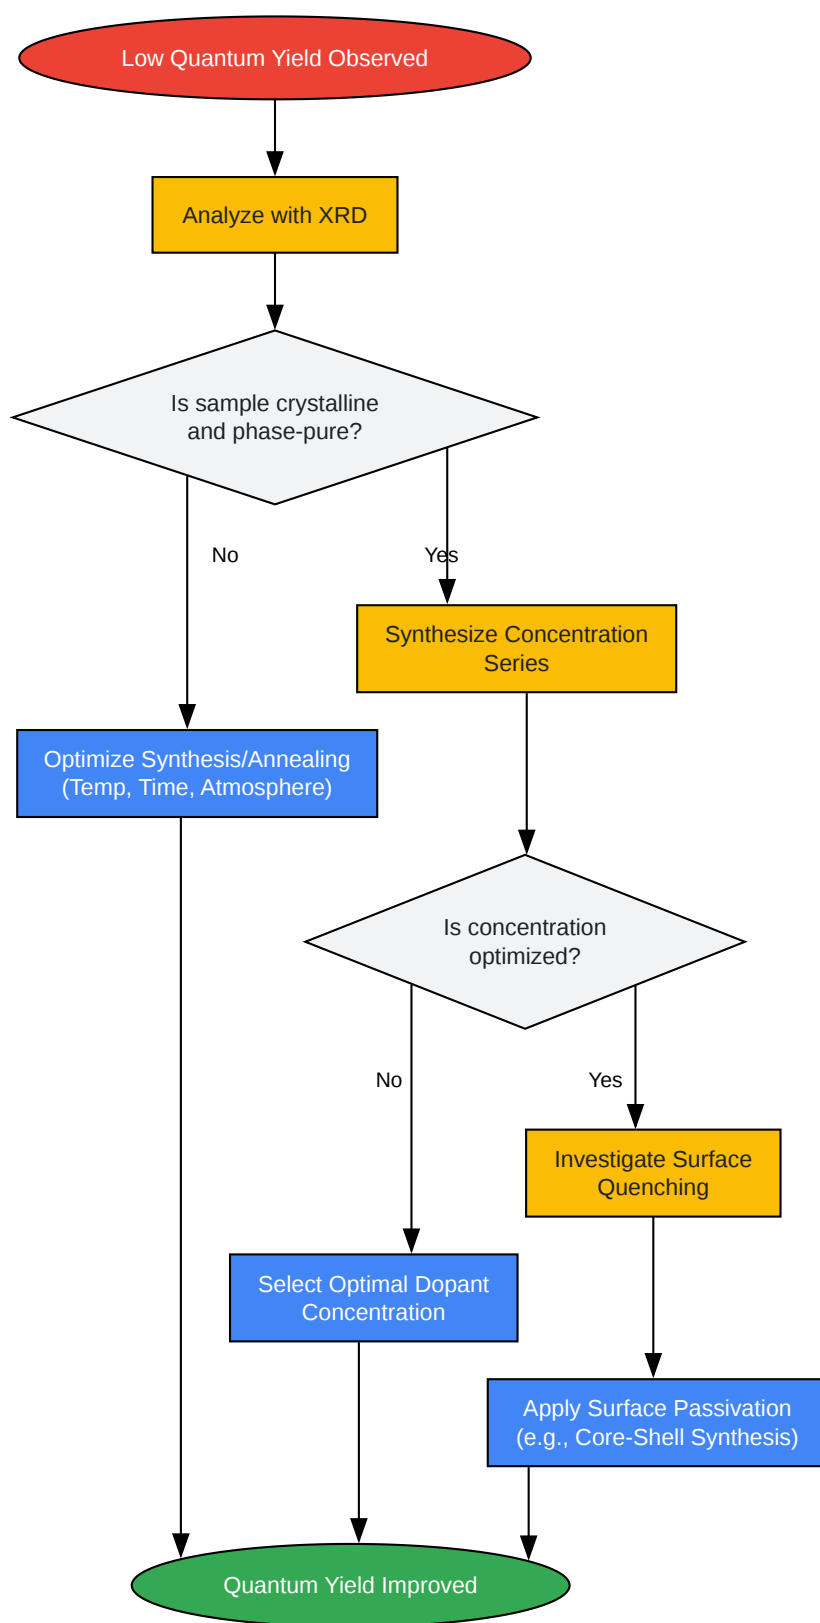 Low Quantum Yield Observed
Analyze with XRD
Is sample crystalline
and phase-pure?
No
Yes
Synthesize Concentration
Series
Optimize Synthesis/Annealing
(Temp, Time, Atmosphere)
Is concentration
optimized?
No
Yes
Investigate Surface
Quenching
Select Optimal Dopant
Concentration
Apply Surface Passivation
(e.g., Core-Shell Synthesis)
Quantum Yield Improved